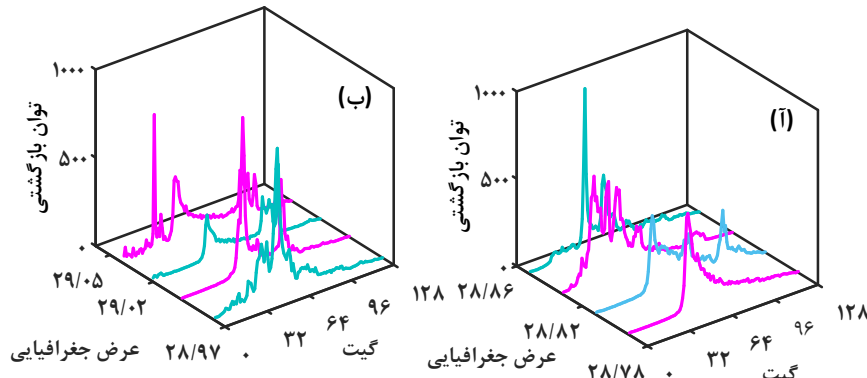 (ب)
توان بازگشتی
۱۰۰۰
۵۰۰
۰
۲۹/۰۵
۲۹/۰۲
۲۸/۹۷
عرض جغرافیایی
۰
۳۲
۶۴
۹۶
۱۲۸
گیت
(آ)
توان بازگشتی
۱۰۰۰
۵۰۰
۰
۲۸/۸۶
۲۸/۸۲
۲۸/۷۸
عرض جغرافیایی
۰
۳۲
۶۴
۹۶
۱۲۸
گیت